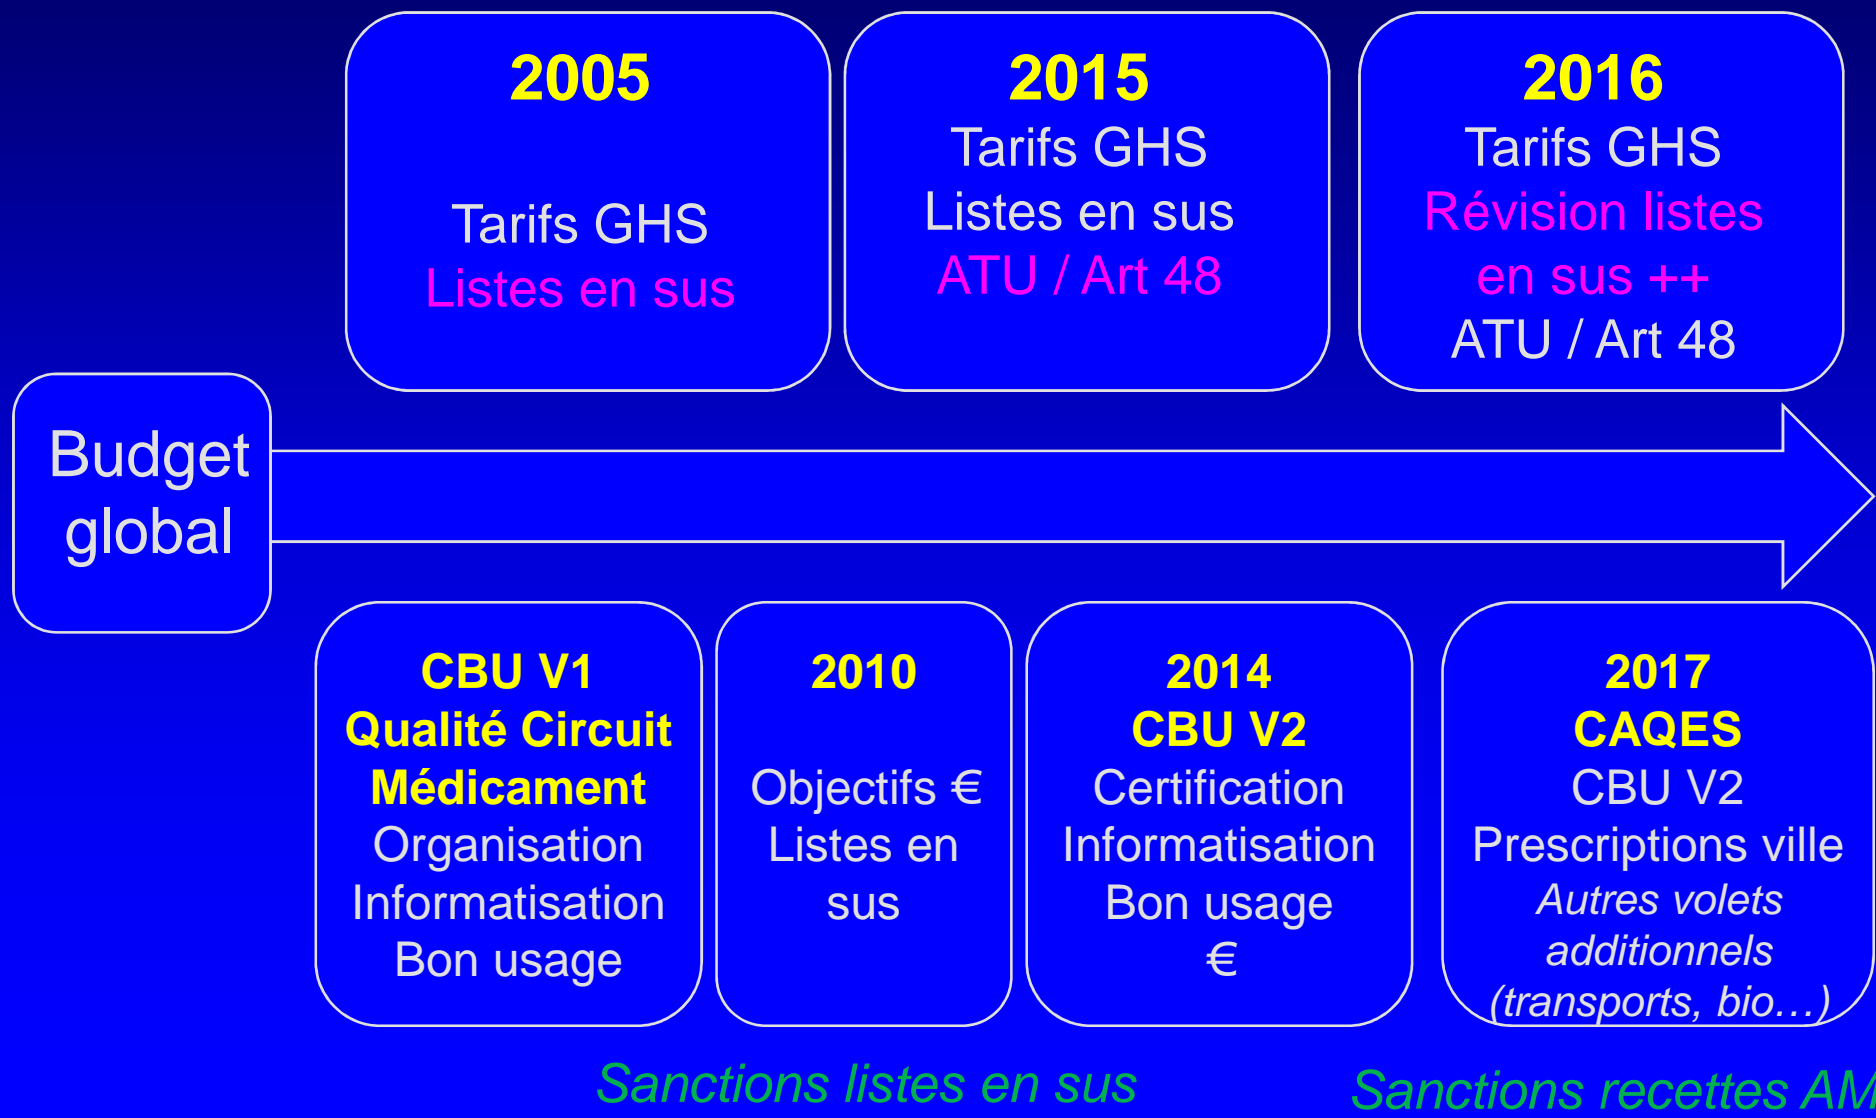 2005
Tarifs GHS
Listes en sus
2015
Tarifs GHS
Listes en sus
ATU / Art 48
2016
Tarifs GHS
Révision listes
en sus ++
ATU / Art 48
Budget
global
CBU V1
Qualité Circuit
Médicament
Organisation
Informatisation
Bon usage
2010
Objectifs €
Listes en
sus
2014
CBU V2
Certification
Informatisation
Bon usage
€
2017
CAQES
CBU V2
Prescriptions ville
Autres volets
additionnels
(transports, bio…)
Sanctions listes en sus
Sanctions recettes AM